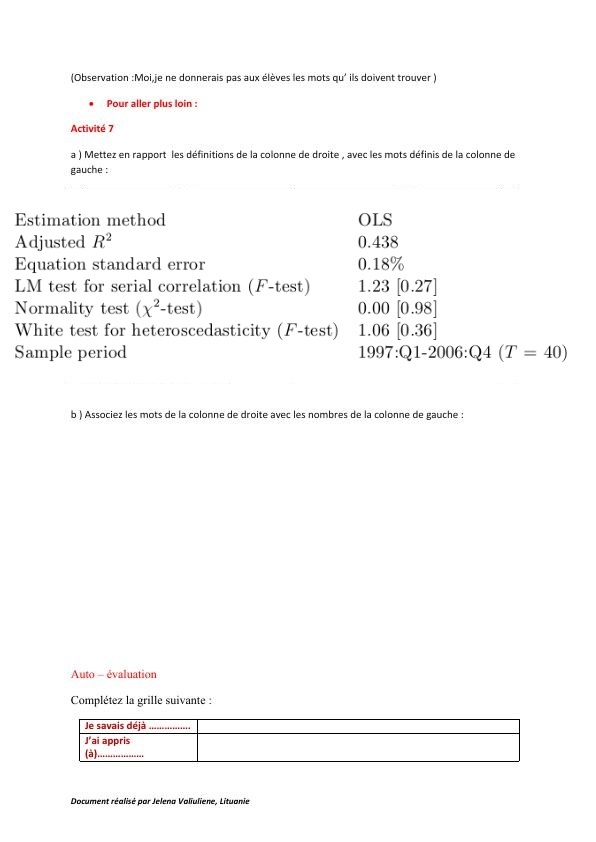 (Observation :Moi,je ne donnerais pas aux élèves les mots qu’ ils doivent trouver )
• Pour aller plus loin :
Activité 7
a ) Mettez en rapport les définitions de la colonne de droite , avec les mots définis de la colonne de
gauche :
Estimation method OLS
Adjusted R² 0.438
Equation standard error 0.18%
LM test for serial correlation (F-test) 1.23 [0.27]
Normality test (χ²-test) 0.00 [0.98]
White test for heteroscedasticity (F-test) 1.06 [0.36]
Sample period 1997:Q1-2006:Q4 (T = 40)
b ) Associez les mots de la colonne de droite avec les nombres de la colonne de gauche :
Auto – évaluation
Complétez la grille suivante :
Je savais déjà …………….
J’ai appris
(à)………………
Document réalisé par Jelena Valiuliene, Lituanie